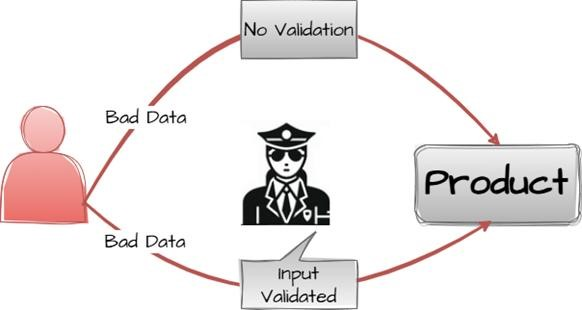 No Validation
Bad Data
Product
Bad Data
Input
Validated